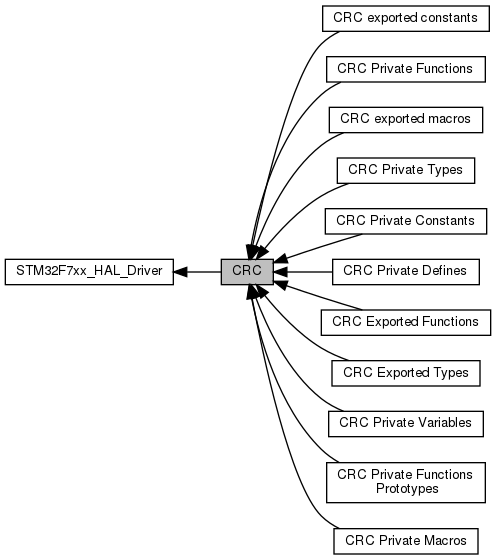 CRC exported constants
CRC Private Functions
CRC exported macros
CRC Private Types
CRC Private Constants
STM32F7xx_HAL_Driver
CRC
CRC Private Defines
CRC Exported Functions
CRC Exported Types
CRC Private Variables
CRC Private Functions
Prototypes
CRC Private Macros